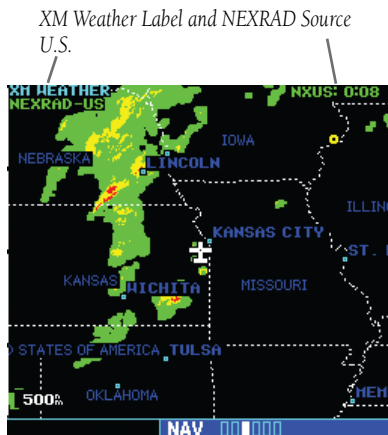 XM Weather Label and NEXRAD Source
U.S.
XM WEATHER
NEXRAD-US
NXUS: 0:08
IOWA
NEBRASKA
LINCOLN
ILLIN
KANSAS CITY
ST.
KANSAS
WICHITA
MISSOURI
D STATES OF AMERICA
TULSA
OKLAHOMA
MEM
500nm
NAV